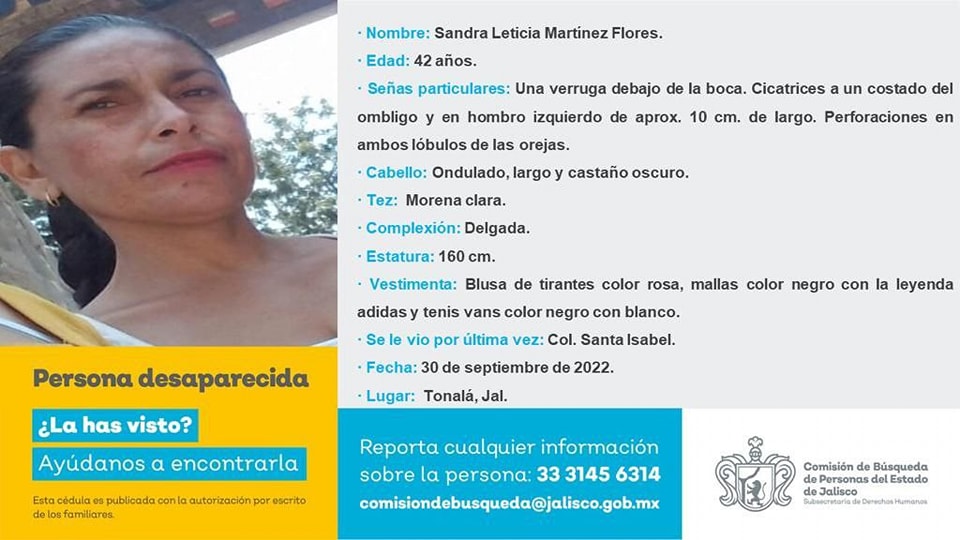 · Nombre: Sandra Leticia Martinez Flores.
· Edad: 42 años.
· Señas particulares: Una verruga debajo de la boca. Cicatrices a un costado del
ombligo y en hombro izquierdo de aprox. 10 cm. de largo. Perforaciones en
ambos lóbulos de las orejas.
· Cabello: Ondulado, largo y castaño oscuro.
· Tez: Morena clara.
· Complexión: Delgada.
· Estatura: 160 cm.
· Vestimenta: Blusa de tirantes color rosa, mallas color negro con la leyenda
adidas y tenis vans color negro con blanco.
· Se le vio por última vez: Col. Santa Isabel.
· Fecha: 30 de septiembre de 2022.
· Lugar: Tonalá, Jal.
Persona desaparecida
¿La has visto?
Ayúdanos a encontrarla
Esta cédula es publicada con la autorización por escrito
de los familiares.
Reporta cualquier información
sobre la persona: 33 3145 6314
comisiondebusqueda@jalisco.gob.mx
Comisión de Búsqueda
de Personas del Estado
de Jalisco
Subsecretaría de Derechos Humanos